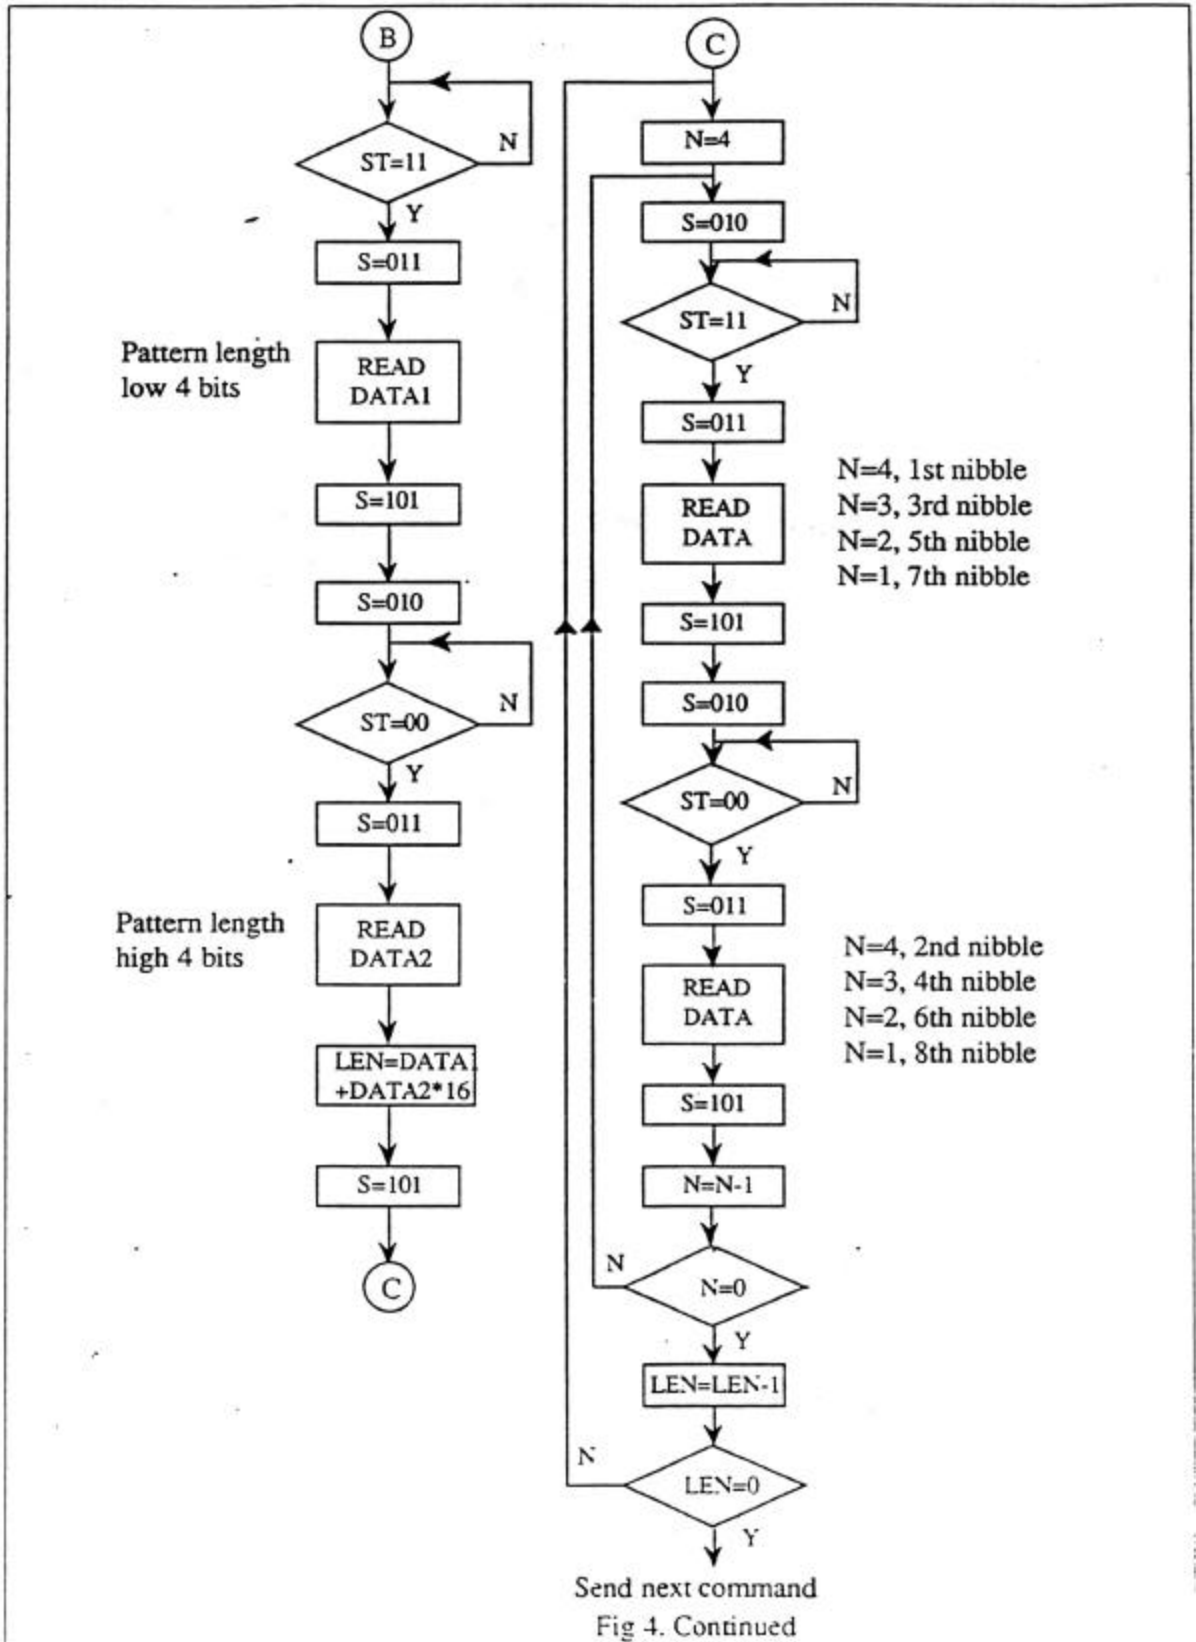 B
ST=11
N
Y
S=011
Pattern length
low 4 bits
READ
DATA1
S=101
S=010
ST=00
N
Y
S=011
Pattern length
high 4 bits
READ
DATA2
LEN=DATA1
+DATA2*16
S=101
C
C
N=4
S=010
ST=11
N
Y
S=011
READ
DATA
N=4, 1st nibble
N=3, 3rd nibble
N=2, 5th nibble
N=1, 7th nibble
S=101
S=010
ST=00
N
Y
S=011
READ
DATA
N=4, 2nd nibble
N=3, 4th nibble
N=2, 6th nibble
N=1, 8th nibble
S=101
N=N-1
N=0
N
Y
LEN=LEN-1
LEN=0
N
Y
Send next command
Fig 4. Continued